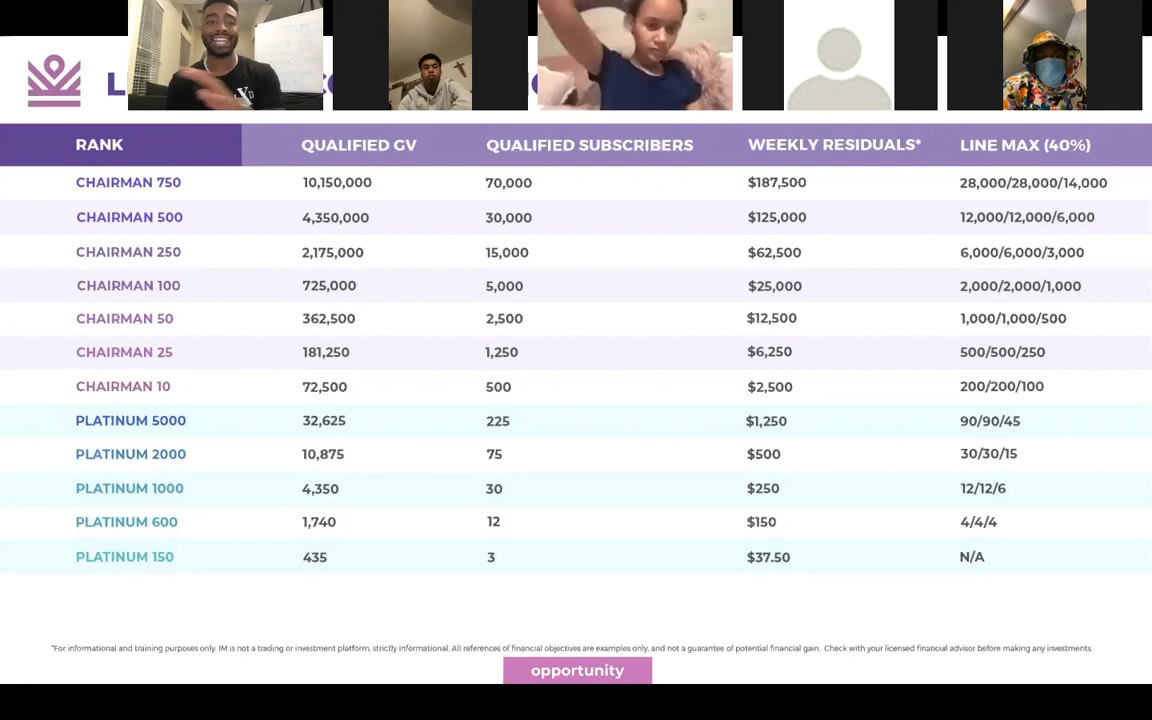 RANK QUALIFIED GV QUALIFIED SUBSCRIBERS WEEKLY RESIDUALS* LINE MAX (40%)
CHAIRMAN 750 10,150,000 70,000 $187,500 28,000/28,000/14,000
CHAIRMAN 500 4,350,000 30,000 $125,000 12,000/12,000/6,000
CHAIRMAN 250 2,175,000 15,000 $62,500 6,000/6,000/3,000
CHAIRMAN 100 725,000 5,000 $25,000 2,000/2,000/1,000
CHAIRMAN 50 362,500 2,500 $12,500 1,000/1,000/500
CHAIRMAN 25 181,250 1,250 $6,250 500/500/250
CHAIRMAN 10 72,500 500 $2,500 200/200/100
PLATINUM 5000 32,625 225 $1,250 90/90/45
PLATINUM 2000 10,875 75 $500 30/30/15
PLATINUM 1000 4,350 30 $250 12/12/6
PLATINUM 600 1,740 12 $150 4/4/4
PLATINUM 150 435 3 $37.50 N/A
*For informational and training purposes only. IM is not a trading or investment platform, strictly informational. All references of financial objectives are examples only, and not a guarantee of potential financial gain. Check with your licensed financial advisor before making any investments.
opportunity